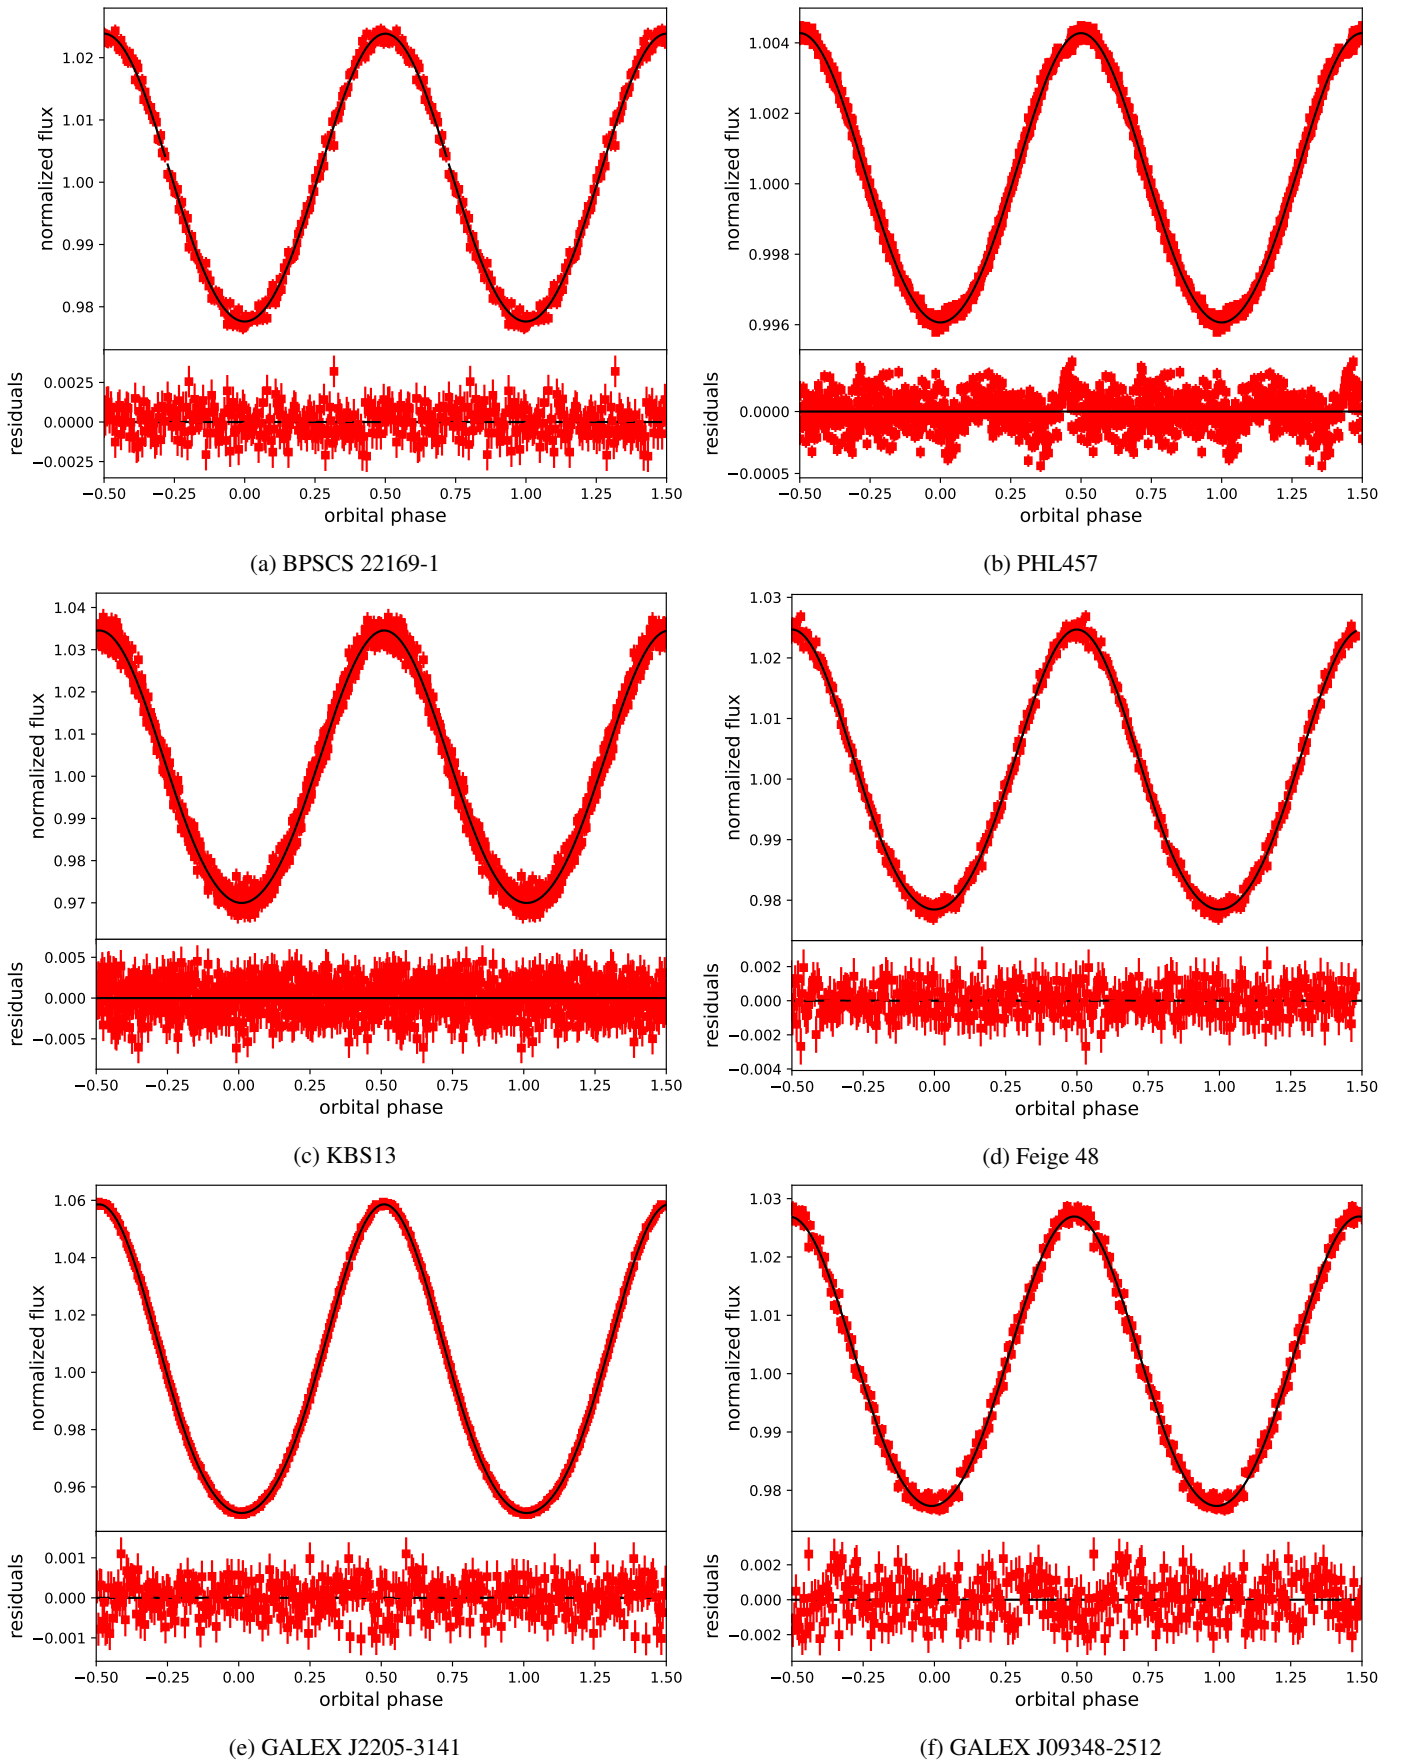 1.02
1.01
1.00
0.99
0.98
normalized flux
0.0025
0.0000
−0.0025
residuals
−0.50 −0.25 0.00 0.25 0.50 0.75 1.00 1.25 1.50
orbital phase
(a) BPSCS 22169-1
1.004
1.002
1.000
0.998
0.996
normalized flux
0.0000
−0.0005
residuals
−0.50 −0.25 0.00 0.25 0.50 0.75 1.00 1.25 1.50
orbital phase
(b) PHL457
1.04
1.03
1.02
1.01
1.00
0.99
0.98
0.97
normalized flux
0.005
0.000
−0.005
residuals
−0.50 −0.25 0.00 0.25 0.50 0.75 1.00 1.25 1.50
orbital phase
(c) KBS13
1.03
1.02
1.01
1.00
0.99
0.98
normalized flux
0.002
0.000
−0.002
−0.004
residuals
−0.50 −0.25 0.00 0.25 0.50 0.75 1.00 1.25 1.50
orbital phase
(d) Feige 48
1.06
1.04
1.02
1.00
0.98
0.96
normalized flux
0.001
0.000
−0.001
residuals
−0.50 −0.25 0.00 0.25 0.50 0.75 1.00 1.25 1.50
orbital phase
(e) GALEX J2205-3141
1.03
1.02
1.01
1.00
0.99
0.98
normalized flux
0.002
0.000
−0.002
residuals
−0.50 −0.25 0.00 0.25 0.50 0.75 1.00 1.25 1.50
orbital phase
(f) GALEX J09348-2512